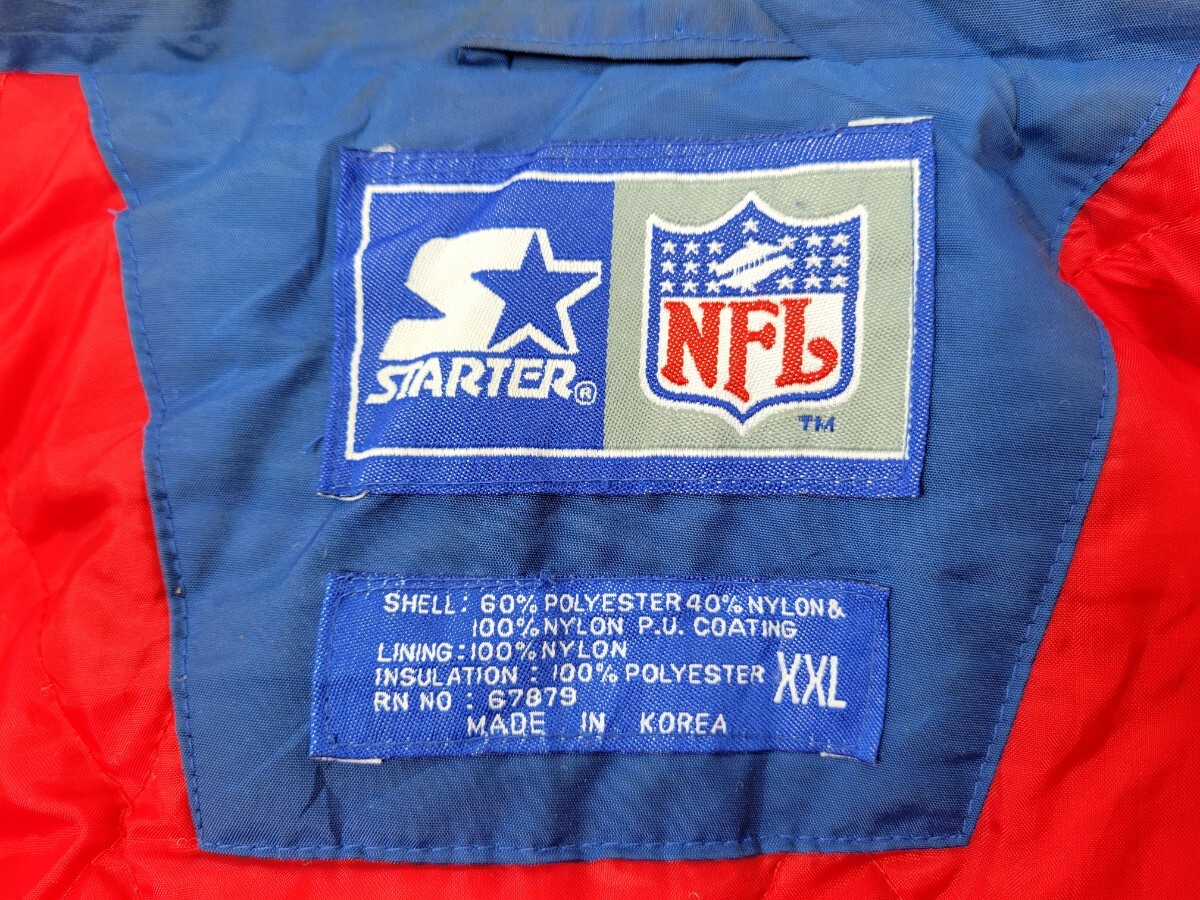 STARTER®
NFL
TM
SHELL: 60% POLYESTER 40% NYLON &
100% NYLON P.U. COATING
LINING: 100% NYLON
INSULATION: 100% POLYESTER XXL
RN NO: 67879
MADE IN KOREA